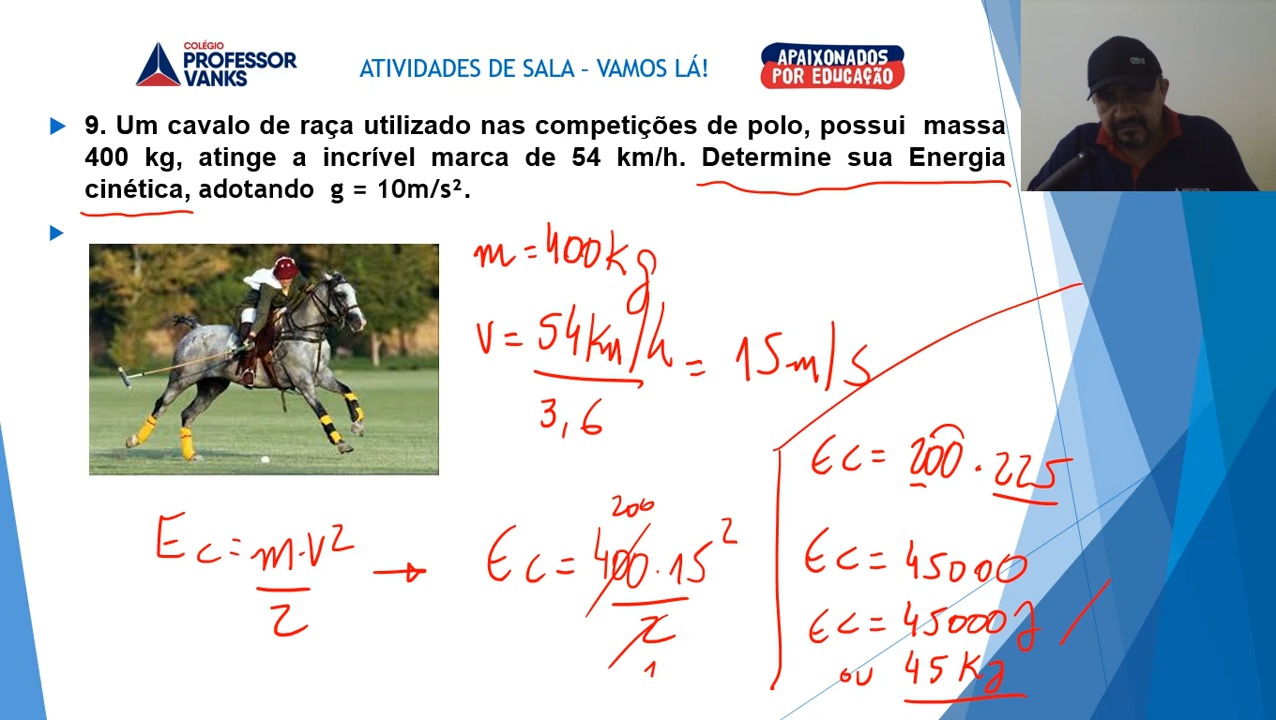 COLÉGIO
PROFESSOR
VANKS
ATIVIDADES DE SALA – VAMOS LÁ!
APAIXONADOS
POR EDUCAÇÃO
9. Um cavalo de raça utilizado nas competições de polo, possui massa
400 kg, atinge a incrível marca de 54 km/h. Determine sua Energia
cinética, adotando g = 10m/s².
m = 400kg
v = 54km/h = 15m/s
3,6
Ec = m·v²
2
→ Ec = 400·15²
200
2
1
Ec = 200·225
Ec = 45000
Ec = 45000J
ou 45KJ